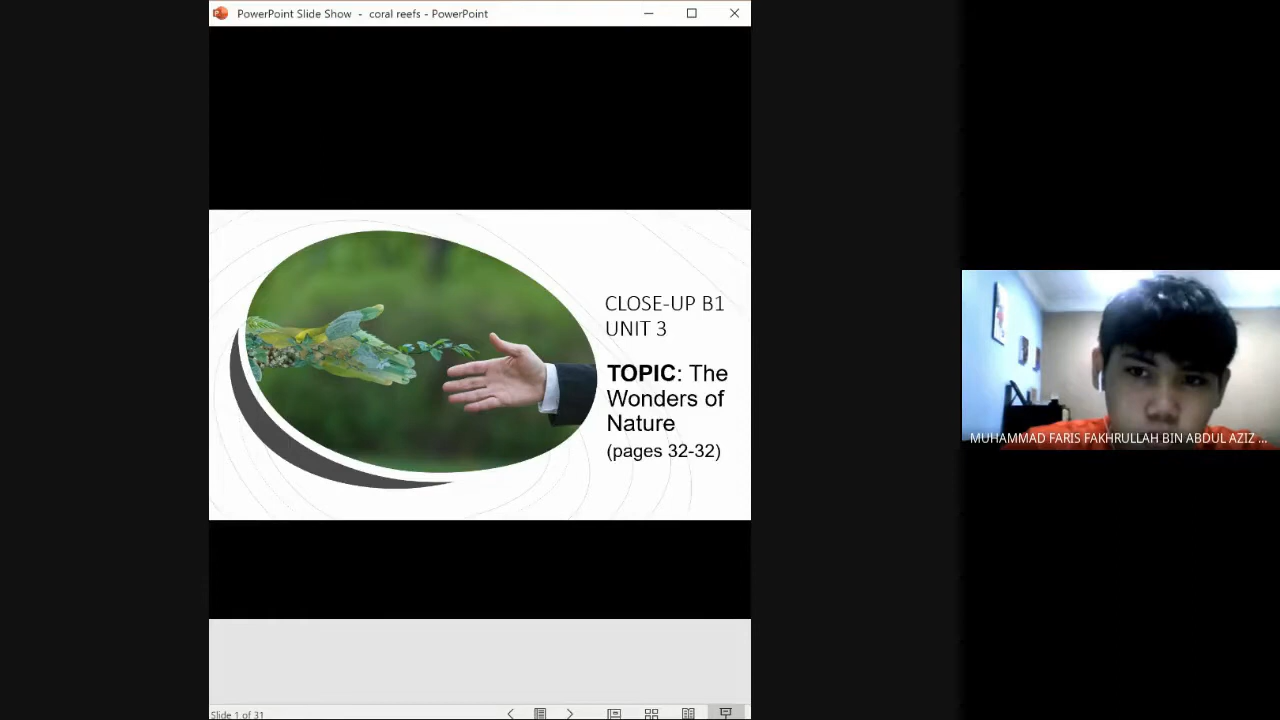 PowerPoint Slide Show - coral reefs - PowerPoint
CLOSE-UP B1
UNIT 3
TOPIC: The
Wonders of
Nature
(pages 32-32)
MUHAMMAD FARIS FAKHRULLAH BIN ABDUL AZIZ ...
Slide 1 of 31